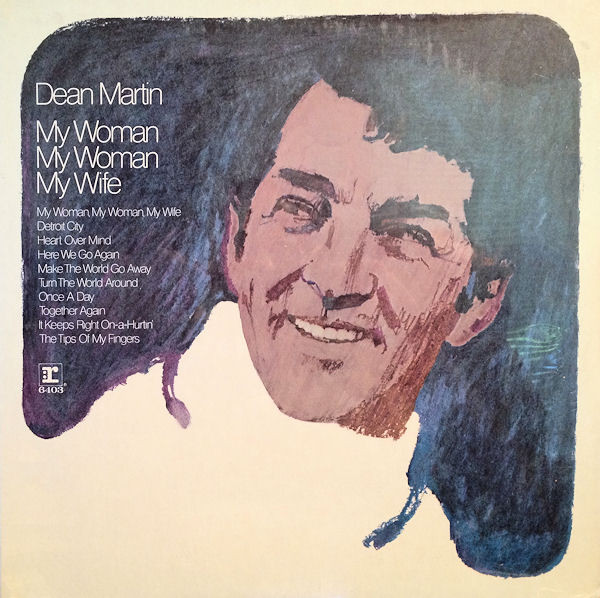 Dean Martin
My Woman
My Woman
My Wife
My Woman, My Woman, My Wife
Detroit City
Heart Over Mind
Here We Go Again
Make The World Go Away
Turn The World Around
Once A Day
Together Again
It Keeps Right On-a-Hurtin'
The Tips Of My Fingers
r
6403